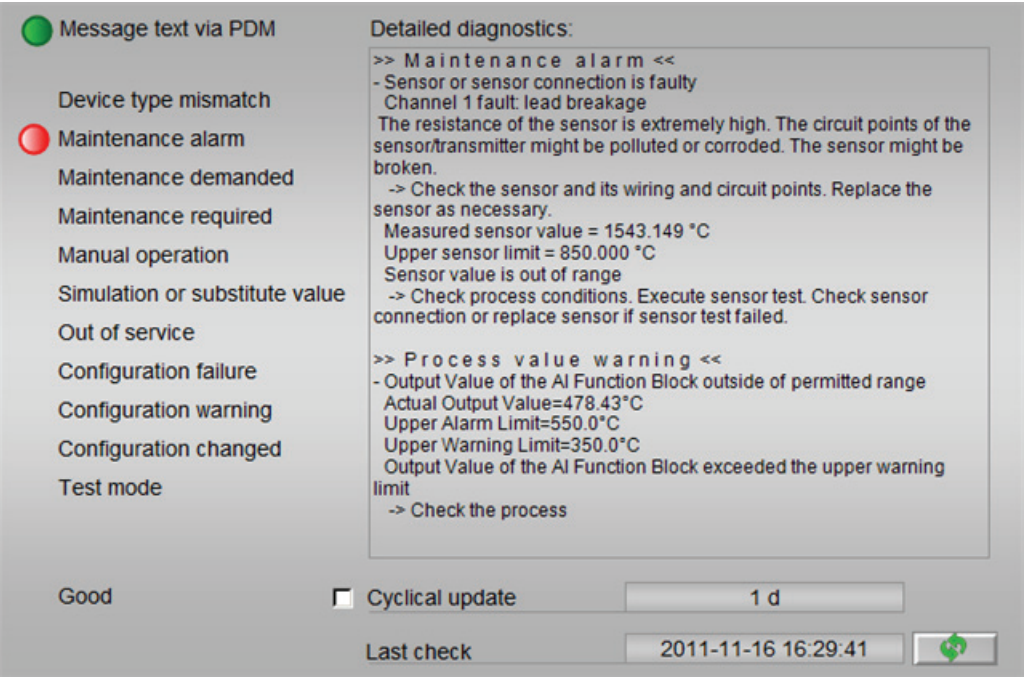 Message text via PDM
Detailed diagnostics:
Device type mismatch
Maintenance alarm
Maintenance demanded
Maintenance required
Manual operation
Simulation or substitute value
Out of service
Configuration failure
Configuration warning
Configuration changed
Test mode
>> Maintenance alarm <<
- Sensor or sensor connection is faulty
Channel 1 fault: lead breakage
The resistance of the sensor is extremely high. The circuit points of the
sensor/transmitter might be polluted or corroded. The sensor might be
broken.
-> Check the sensor and its wiring and circuit points. Replace the
sensor as necessary.
Measured sensor value = 1543.149 °C
Upper sensor limit = 850.000 °C
Sensor value is out of range
-> Check process conditions. Execute sensor test. Check sensor
connection or replace sensor if sensor test failed.
>> Process value warning <<
- Output Value of the AI Function Block outside of permitted range
Actual Output Value=478.43°C
Upper Alarm Limit=550.0°C
Upper Warning Limit=350.0°C
Output Value of the AI Function Block exceeded the upper warning
limit
-> Check the process
Good
Cyclical update
1 d
Last check
2011-11-16 16:29:41